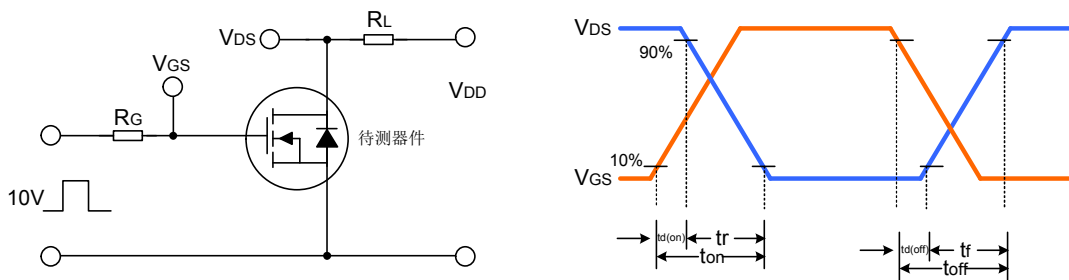 VDS
RL
VGS
VDD
RG
待测器件
10V
VDS
90%
10%
VGS
td(on)
tr
ton
td(off)
tf
toff